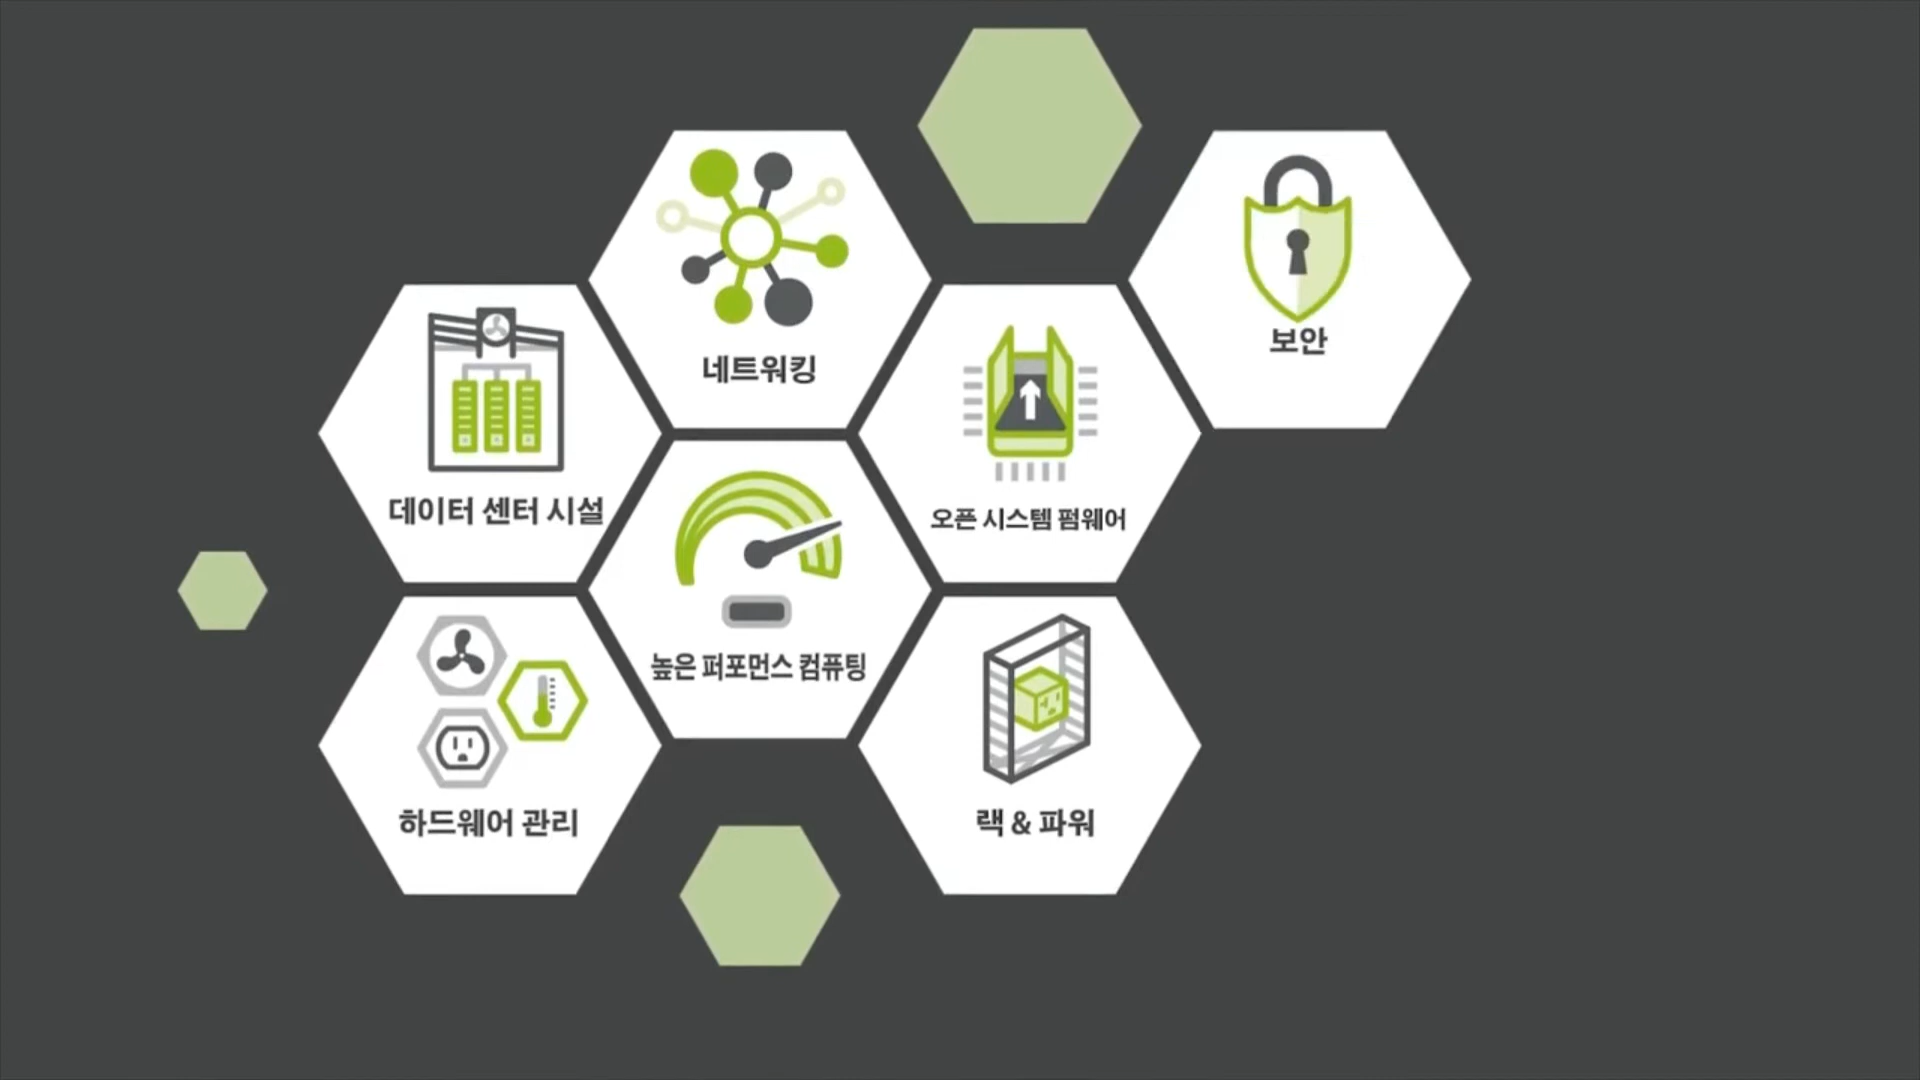 네트워킹
보안
데이터 센터 시설
오픈 시스템 펌웨어
높은 퍼포먼스 컴퓨팅
하드웨어 관리
랙 & 파워